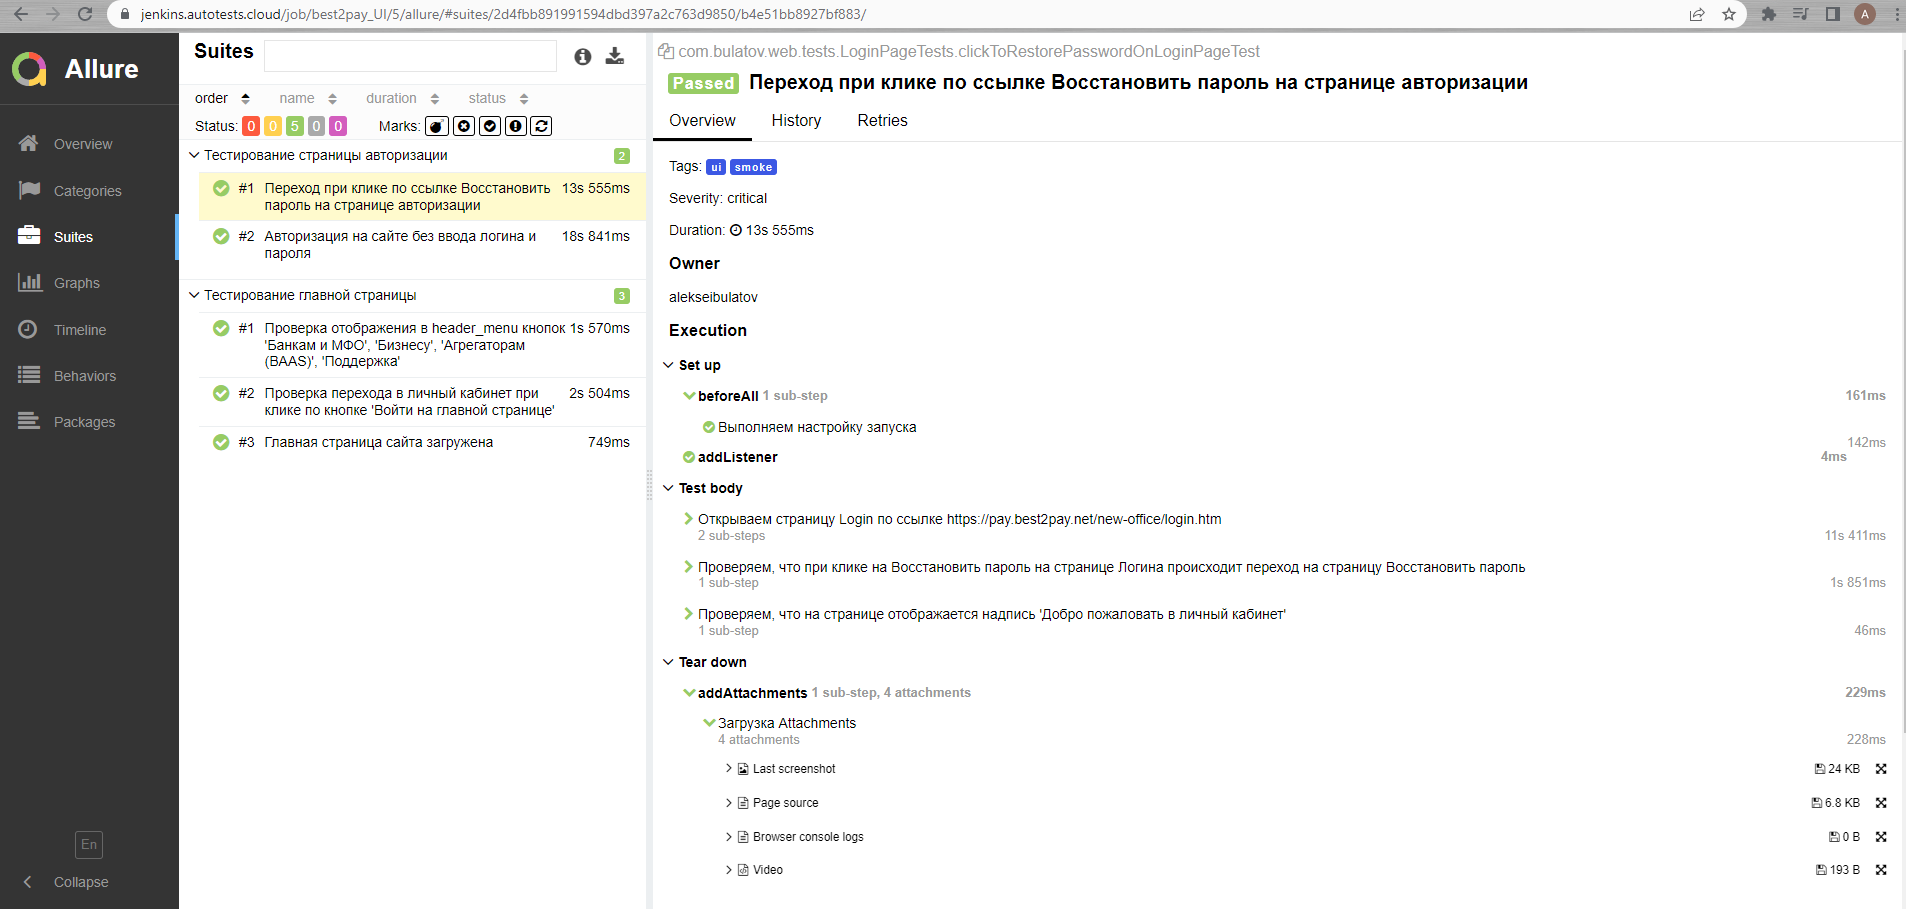 jenkins.autotests.cloud/job/best2pay_UI/5/allure/#suites/2d4fbb891991594dbd397a2c763d9850/b4e51bb8927bf883/
A
Allure
Overview
Categories
Suites
Graphs
Timeline
Behaviors
Packages
En
Collapse
Suites
order name duration status
Status: 0 0 5 0 0 Marks:
Тестирование страницы авторизации 2
#1 Переход при клике по ссылке Восстановить 13s 555ms
пароль на странице авторизации
#2 Авторизация на сайте без ввода логина и 18s 841ms
пароля
Тестирование главной страницы 3
#1 Проверка отображения в header_menu кнопок 1s 570ms
'Банкам и МФО', 'Бизнесу', 'Агрегаторам
(BAAS)', 'Поддержка'
#2 Проверка перехода в личный кабинет при 2s 504ms
клике по кнопке 'Войти на главной странице'
#3 Главная страница сайта загружена 749ms
com.bulatov.web.tests.LoginPageTests.clickToRestorePasswordOnLoginPageTest
Passed Переход при клике по ссылке Восстановить пароль на странице авторизации
Overview History Retries
Tags: ui smoke
Severity: critical
Duration: 13s 555ms
Owner
alekseibulatov
Execution
Set up
beforeAll 1 sub-step 161ms
Выполняем настройку запуска
142ms
addListener 4ms
Test body
Открываем страницу Login по ссылке https://pay.best2pay.net/new-office/login.htm
2 sub-steps 11s 411ms
Проверяем, что при клике на Восстановить пароль на странице Логина происходит переход на страницу Восстановить пароль
1 sub-step 1s 851ms
Проверяем, что на странице отображается надпись 'Добро пожаловать в личный кабинет'
1 sub-step 46ms
Tear down
addAttachments 1 sub-step, 4 attachments 229ms
Загрузка Attachments
4 attachments 228ms
Last screenshot 24 KB
Page source 6.8 KB
Browser console logs 0 B
Video 193 B